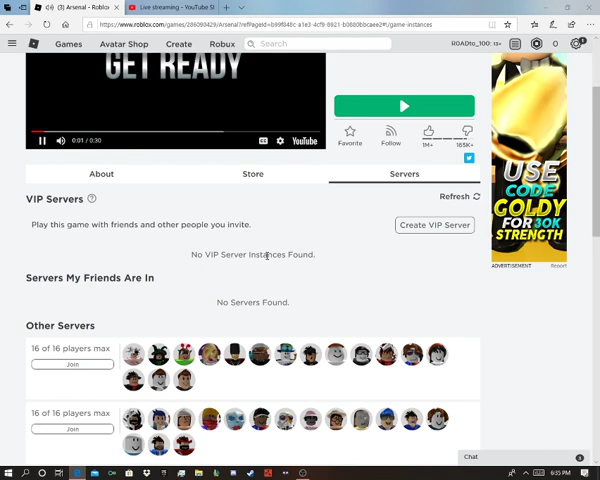 (3) Arsenal - Roblox
Live streaming - YouTube St
https://www.roblox.com/games/286090429/Arsenal?refPageId=b99f848c-a1e3-4cf9-8921-b0880bbcaee2#!/game-instances
Games
Avatar Shop
Create
Robux
Search
ROADto_100: 13+
0
GET READY
0:01 / 0:30
CC
YouTube
Favorite
Follow
1M+
165K+
About
Store
Servers
VIP Servers
Refresh
Play this game with friends and other people you invite.
Create VIP Server
No VIP Server Instances Found.
Servers My Friends Are In
No Servers Found.
Other Servers
16 of 16 players max
Join
16 of 16 players max
Join
USE
CODE
GOLDY
FOR 30K
STRENGTH
ADVERTISEMENT
Report
Chat
6:35 PM